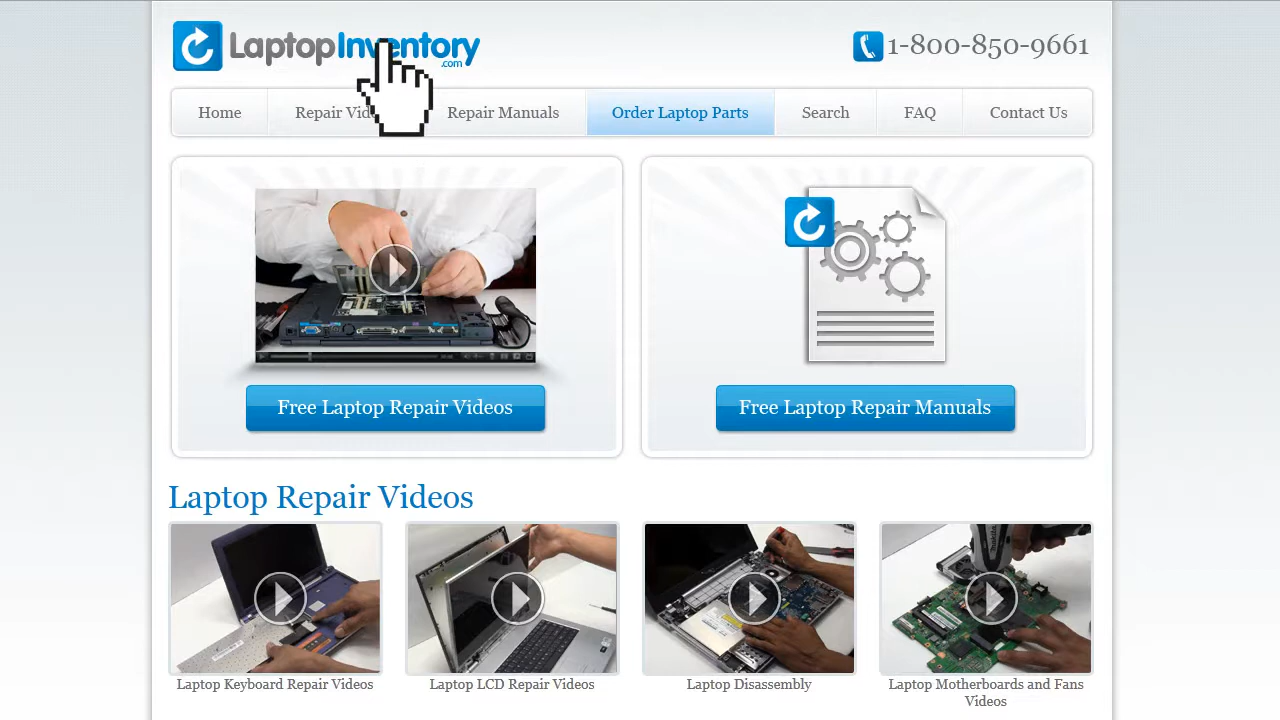 LaptopInventory
.com
1-800-850-9661
Home
Repair
Repair Manuals
Order Laptop Parts
Search
FAQ
Contact Us
Free Laptop Repair Videos
Free Laptop Repair Manuals
Laptop Repair Videos
Laptop Keyboard Repair Videos
Laptop LCD Repair Videos
Laptop Disassembly
Laptop Motherboards and Fans
Videos